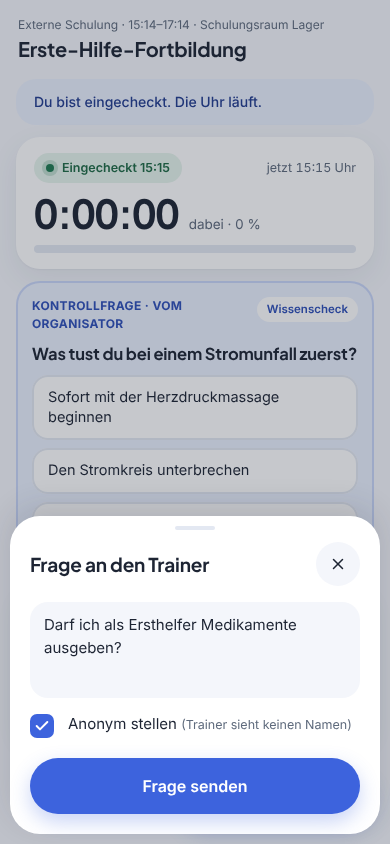 Externe Schulung · 15:14–17:14 · Schulungsraum Lager
Erste-Hilfe-Fortbildung
Du bist eingecheckt. Die Uhr läuft.
Eingecheckt 15:15
jetzt 15:15 Uhr
0:00:00 dabei · 0 %
KONTROLLFRAGE · VOM
ORGANISATOR
Wissenscheck
Was tust du bei einem Stromunfall zuerst?
Sofort mit der Herzdruckmassage
beginnen
Den Stromkreis unterbrechen
Frage an den Trainer
Darf ich als Ersthelfer Medikamente
ausgeben?
Anonym stellen (Trainer sieht keinen Namen)
Frage senden